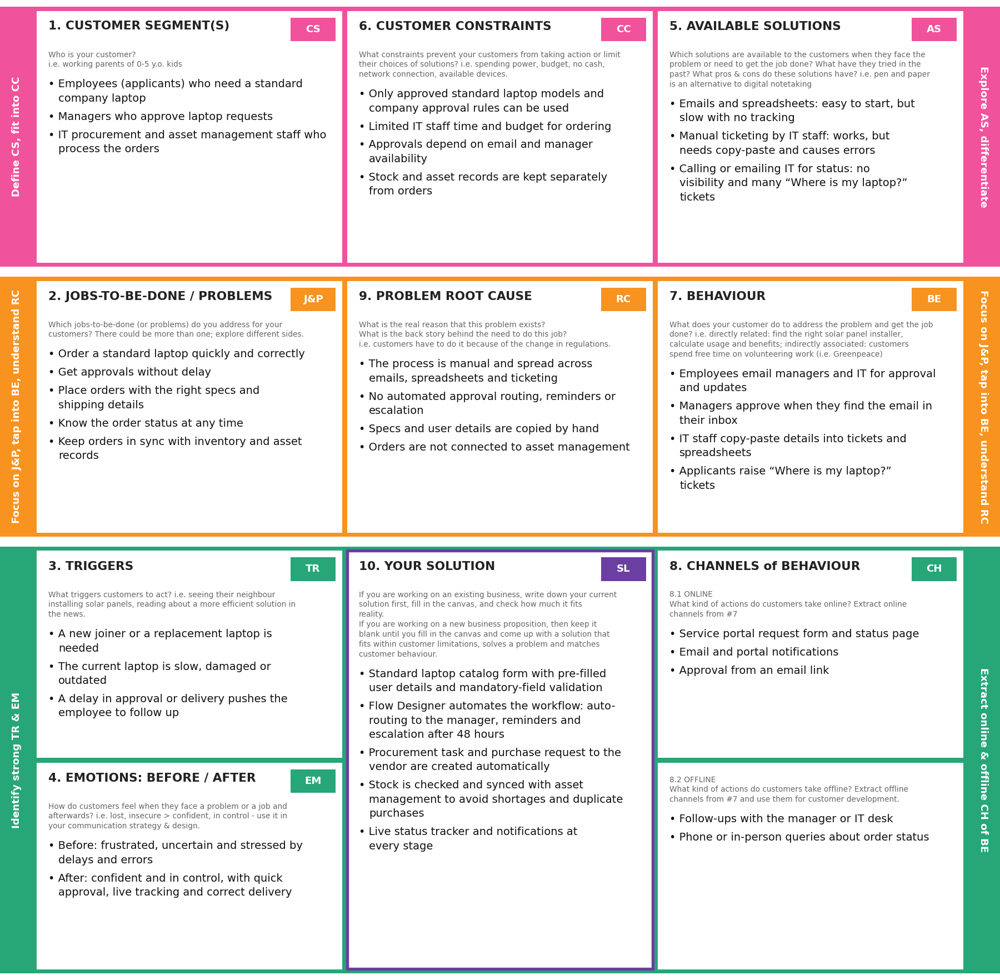 Define CS, fit into CC
1. CUSTOMER SEGMENT(S)
CS
Who is your customer?
i.e. working parents of 0-5 y.o. kids
• Employees (applicants) who need a standard
company laptop
• Managers who approve laptop requests
• IT procurement and asset management staff who
process the orders
6. CUSTOMER CONSTRAINTS
CC
What constraints prevent your customers from taking action or limit
their choices of solutions? i.e. spending power, budget, no cash,
network connection, available devices.
• Only approved standard laptop models and
company approval rules can be used
• Limited IT staff time and budget for ordering
• Approvals depend on email and manager
availability
• Stock and asset records are kept separately
from orders
5. AVAILABLE SOLUTIONS
AS
Which solutions are available to the customers when they face the
problem or need to get the job done? What have they tried in the
past? What pros & cons do these solutions have? i.e. pen and paper
is an alternative to digital notetaking
• Emails and spreadsheets: easy to start, but
slow with no tracking
• Manual ticketing by IT staff: works, but
needs copy-paste and causes errors
• Calling or emailing IT for status: no
visibility and many “Where is my laptop?”
tickets
Explore AS, differentiate
Focus on J&P, tap into BE, understand RC
2. JOBS-TO-BE-DONE / PROBLEMS
J&P
Which jobs-to-be-done (or problems) do you address for your
customers? There could be more than one; explore different sides.
• Order a standard laptop quickly and correctly
• Get approvals without delay
• Place orders with the right specs and
shipping details
• Know the order status at any time
• Keep orders in sync with inventory and asset
records
9. PROBLEM ROOT CAUSE
RC
What is the real reason that this problem exists?
What is the back story behind the need to do this job?
i.e. customers have to do it because of the change in regulations.
• The process is manual and spread across
emails, spreadsheets and ticketing
• No automated approval routing, reminders or
escalation
• Specs and user details are copied by hand
• Orders are not connected to asset management
7. BEHAVIOUR
BE
What does your customer do to address the problem and get the job
done? i.e. directly related: find the right solar panel installer,
calculate usage and benefits; indirectly associated: customers
spend free time on volunteering work (i.e. Greenpeace)
• Employees email managers and IT for approval
and updates
• Managers approve when they find the email in
their inbox
• IT staff copy-paste details into tickets and
spreadsheets
• Applicants raise “Where is my laptop?”
tickets
Focus on J&P, tap into BE, understand RC
Identify strong TR & EM
3. TRIGGERS
TR
What triggers customers to act? i.e. seeing their neighbour
installing solar panels, reading about a more efficient solution in
the news.
• A new joiner or a replacement laptop is
needed
• The current laptop is slow, damaged or
outdated
• A delay in approval or delivery pushes the
employee to follow up
4. EMOTIONS: BEFORE / AFTER
EM
How do customers feel when they face a problem or a job and
afterwards? i.e. lost, insecure > confident, in control - use it in
your communication strategy & design.
• Before: frustrated, uncertain and stressed by
delays and errors
• After: confident and in control, with quick
approval, live tracking and correct delivery
10. YOUR SOLUTION
SL
If you are working on an existing business, write down your current
solution first, fill in the canvas, and check how much it fits
reality.
If you are working on a new business proposition, then keep it
blank until you fill in the canvas and come up with a solution that
fits within customer limitations, solves a problem and matches
customer behaviour.
• Standard laptop catalog form with pre-filled
user details and mandatory-field validation
• Flow Designer automates the workflow: auto-
routing to the manager, reminders and
escalation after 48 hours
• Procurement task and purchase request to the
vendor are created automatically
• Stock is checked and synced with asset
management to avoid shortages and duplicate
purchases
• Live status tracker and notifications at
every stage
8. CHANNELS of BEHAVIOUR
CH
8.1 ONLINE
What kind of actions do customers take online? Extract online
channels from #7
• Service portal request form and status page
• Email and portal notifications
• Approval from an email link
8.2 OFFLINE
What kind of actions do customers take offline? Extract offline
channels from #7 and use them for customer development.
• Follow-ups with the manager or IT desk
• Phone or in-person queries about order status
Extract online & offline CH of BE